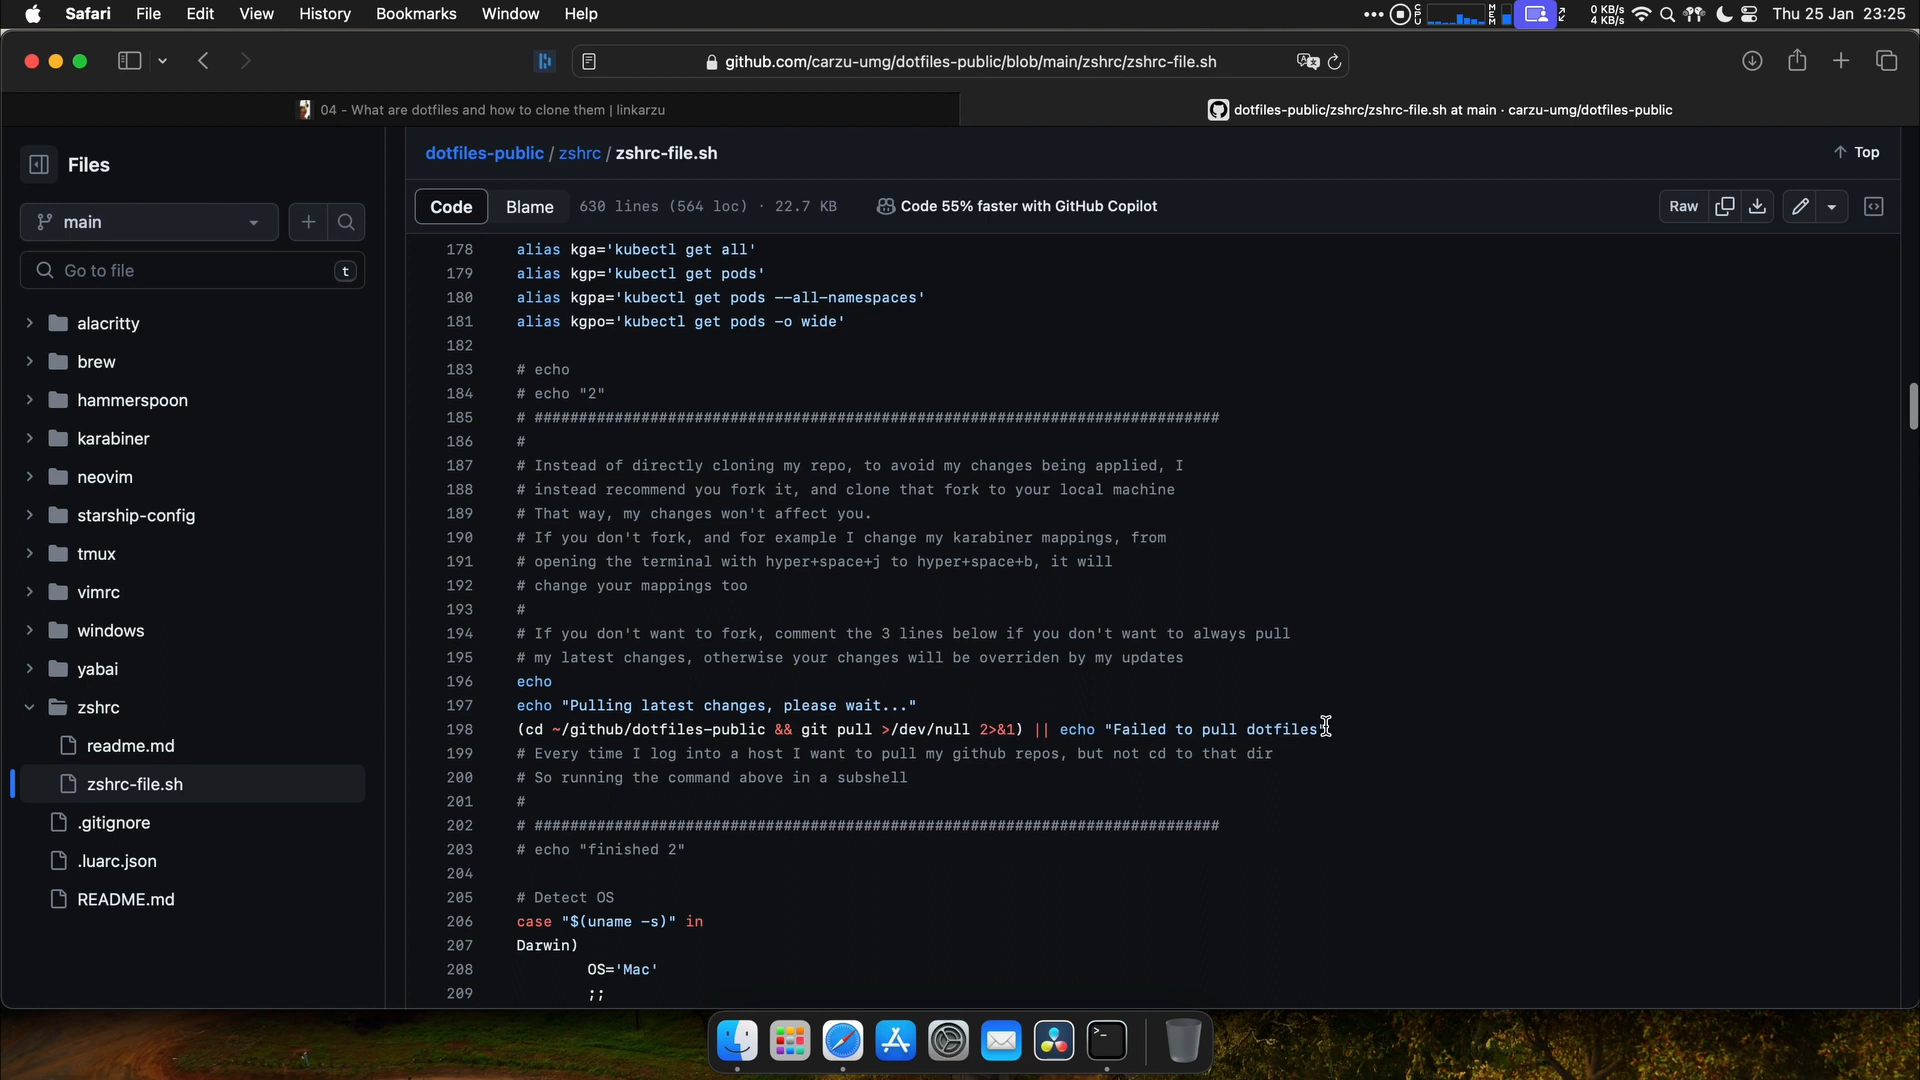 Safari File Edit View History Bookmarks Window Help
CPU MEM 0 KB/s 4 KB/s Thu 25 Jan 23:25
github.com/carzu-umg/dotfiles-public/blob/main/zshrc/zshrc-file.sh
04 - What are dotfiles and how to clone them | linkarzu
dotfiles-public/zshrc/zshrc-file.sh at main · carzu-umg/dotfiles-public
Files
main
Go to file t
alacritty
brew
hammerspoon
karabiner
neovim
starship-config
tmux
vimrc
windows
yabai
zshrc
readme.md
zshrc-file.sh
.gitignore
.luarc.json
README.md
dotfiles-public / zshrc / zshrc-file.sh
Top
Code Blame 630 lines (564 loc) · 22.7 KB Code 55% faster with GitHub Copilot Raw
178 alias kga='kubectl get all'
179 alias kgp='kubectl get pods'
180 alias kgpa='kubectl get pods --all-namespaces'
181 alias kgpo='kubectl get pods -o wide'
182
183 # echo
184 # echo "2"
185 # #############################################################################
186 #
187 # Instead of directly cloning my repo, to avoid my changes being applied, I
188 # instead recommend you fork it, and clone that fork to your local machine
189 # That way, my changes won't affect you.
190 # If you don't fork, and for example I change my karabiner mappings, from
191 # opening the terminal with hyper+space+j to hyper+space+b, it will
192 # change your mappings too
193 #
194 # If you don't want to fork, comment the 3 lines below if you don't want to always pull
195 # my latest changes, otherwise your changes will be overriden by my updates
196 echo
197 echo "Pulling latest changes, please wait..."
198 (cd ~/github/dotfiles-public && git pull >/dev/null 2>&1) || echo "Failed to pull dotfiles"
199 # Every time I log into a host I want to pull my github repos, but not cd to that dir
200 # So running the command above in a subshell
201 #
202 # #############################################################################
203 # echo "finished 2"
204
205 # Detect OS
206 case "$(uname -s)" in
207 Darwin)
208 OS='Mac'
209 ;;